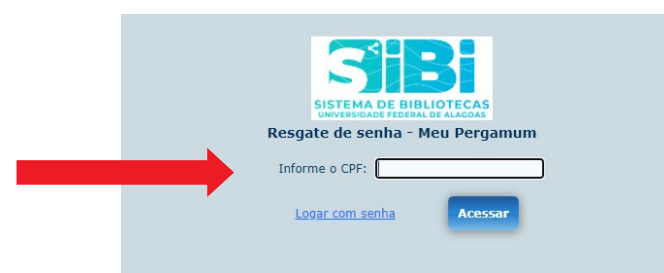 SiBi
SISTEMA DE BIBLIOTECAS
UNIVERSIDADE FEDERAL DE ALAGOAS
Resgate de senha - Meu Pergamum
Informe o CPF:
Logar com senha Acessar